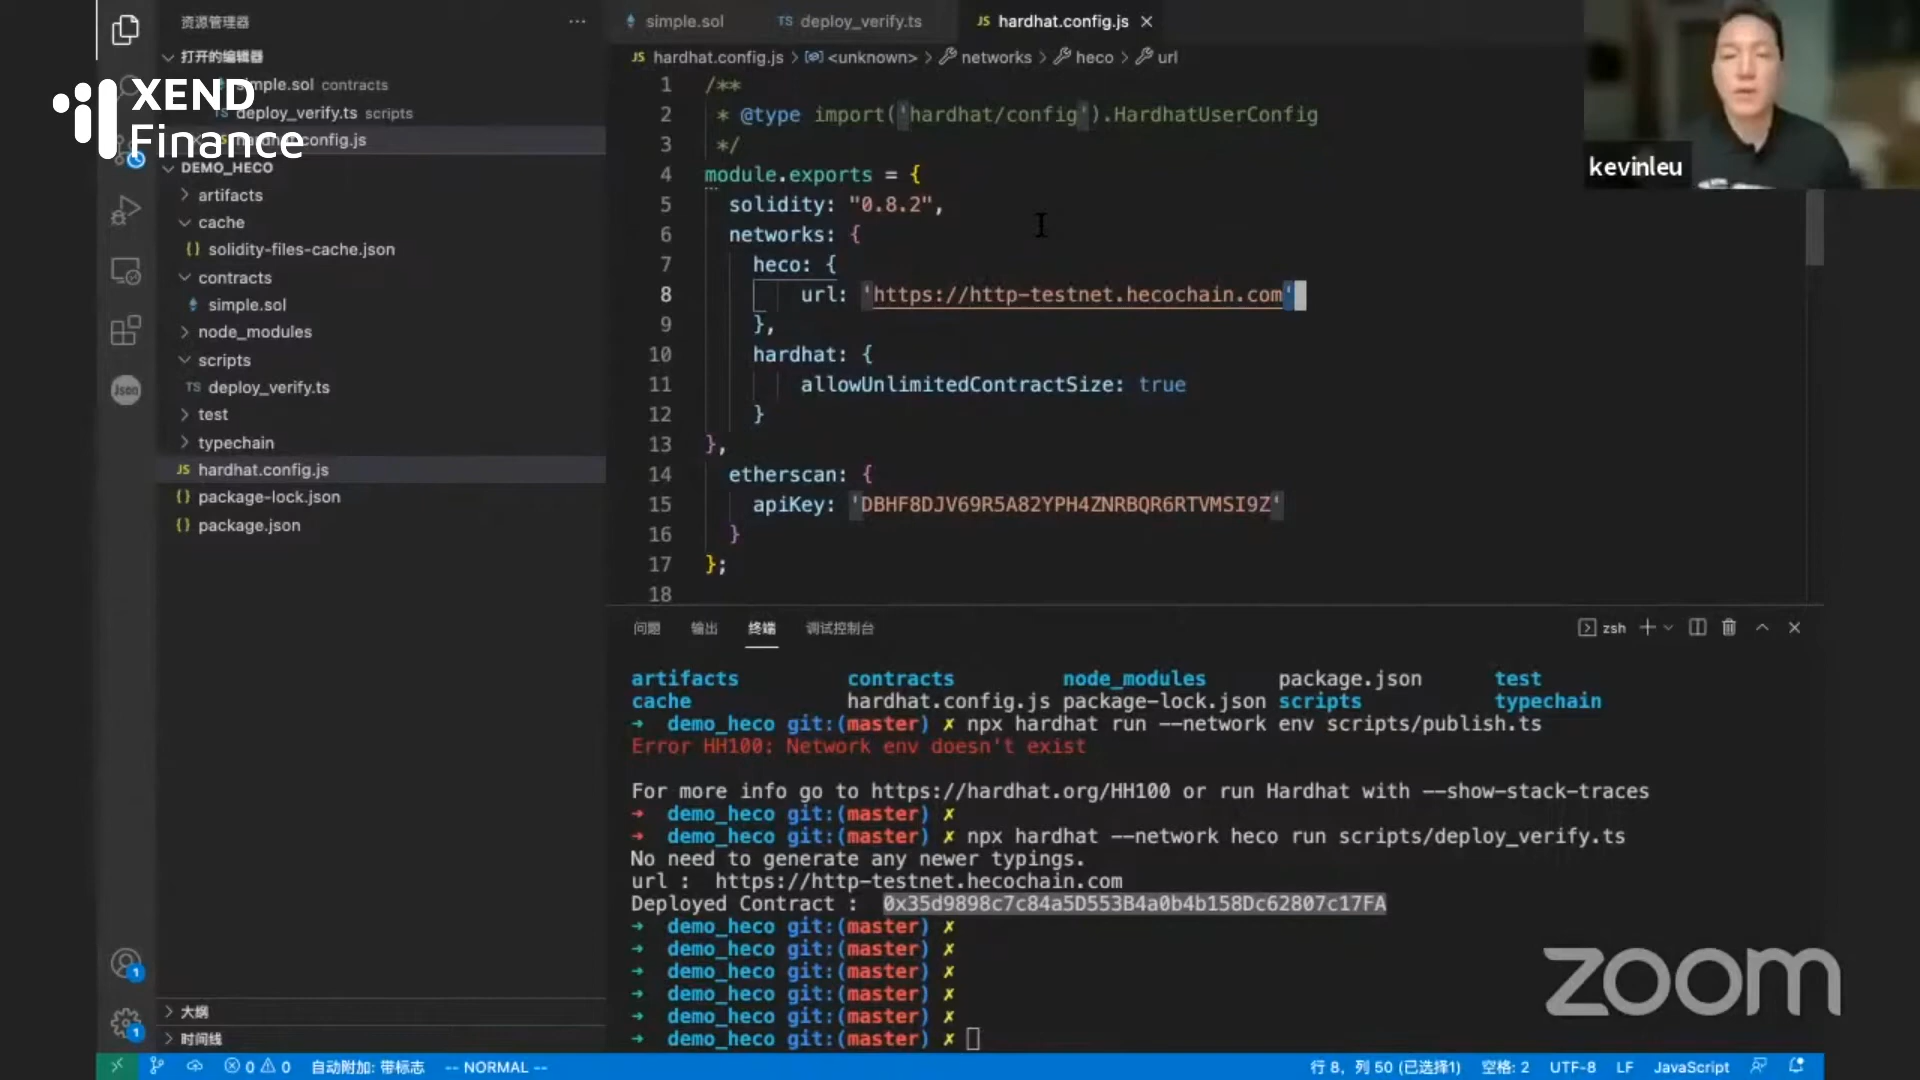 资源管理器
打开的编辑器
simple.sol contracts
deploy_verify.ts scripts
hardhat.config.js
XEND
Finance
DEMO_HECO
artifacts
cache
{} solidity-files-cache.json
contracts
simple.sol
node_modules
scripts
TS deploy_verify.ts
test
typechain
JS hardhat.config.js
{} package-lock.json
{} package.json
Json
大纲
时间线
simple.sol TS deploy_verify.ts JS hardhat.config.js
JS hardhat.config.js > <unknown> > networks > heco > url
1 /**
2 * @type import('hardhat/config').HardhatUserConfig
3 */
4 module.exports = {
5 solidity: "0.8.2",
6 networks: {
7 heco: {
8 url: 'https://http-testnet.hecochain.com'
9 },
10 hardhat: {
11 allowUnlimitedContractSize: true
12 }
13 },
14 etherscan: {
15 apiKey: 'DBHF8DJV69R5A82YPH4ZNRBQR6RTVMSI9Z'
16 }
17 };
18
kevinleu
问题 输出 终端 调试控制台
zsh
artifacts contracts node_modules package.json test
cache hardhat.config.js package-lock.json scripts typechain
→ demo_heco git:(master) ✗ npx hardhat run --network env scripts/publish.ts
Error HH100: Network env doesn't exist
For more info go to https://hardhat.org/HH100 or run Hardhat with --show-stack-traces
→ demo_heco git:(master) ✗
→ demo_heco git:(master) ✗ npx hardhat --network heco run scripts/deploy_verify.ts
No need to generate any newer typings.
url : https://http-testnet.hecochain.com
Deployed Contract : 0x35d9898c7c84a5D553B4a0b4b158Dc62807c17FA
→ demo_heco git:(master) ✗
→ demo_heco git:(master) ✗
→ demo_heco git:(master) ✗
→ demo_heco git:(master) ✗
→ demo_heco git:(master) ✗
→ demo_heco git:(master) ✗
zoom
1
1
0 0 自动附加: 带标志 -- NORMAL -- 行 8，列 50 (已选择1) 空格: 2 UTF-8 LF JavaScript